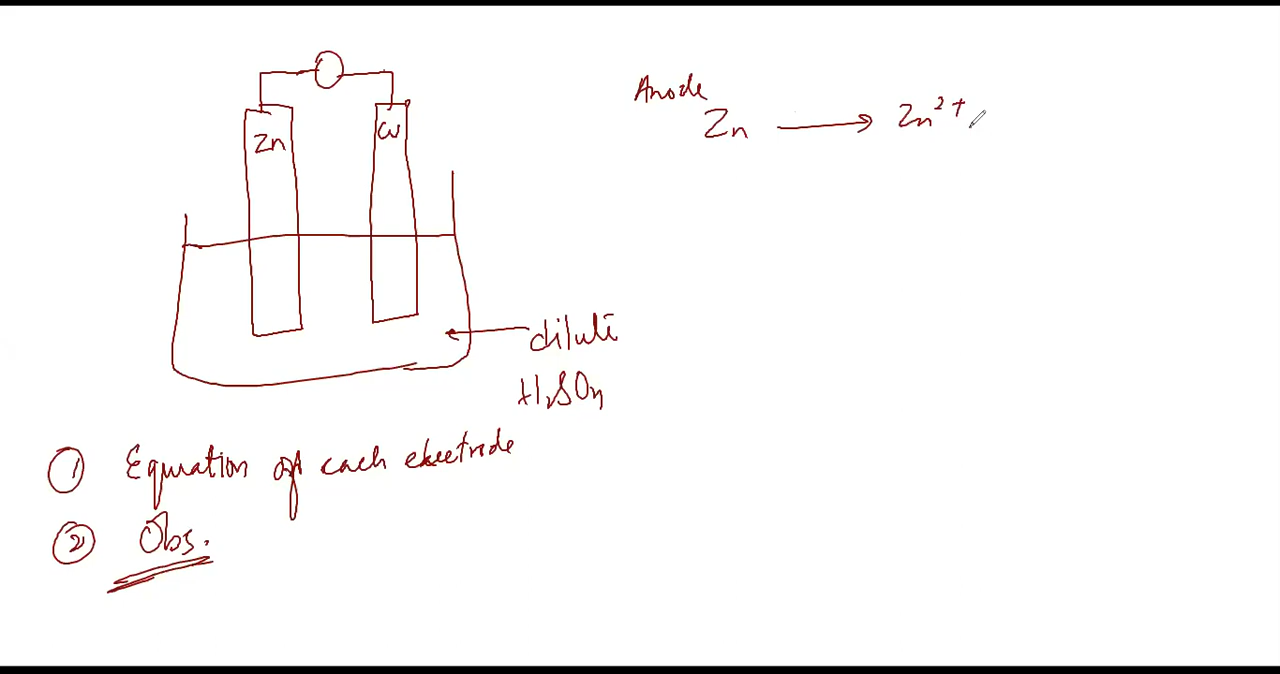 Zn
Cu
dilute
H₂SO₄
① Equation of each electrode
② Obs.
Anode
Zn ⟶ Zn²⁺